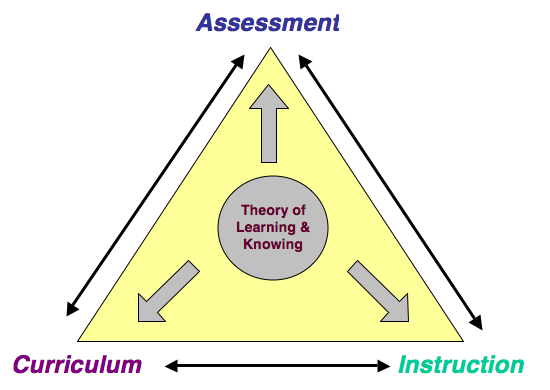 Assessment
Theory of
Learning &
Knowing
Curriculum
Instruction